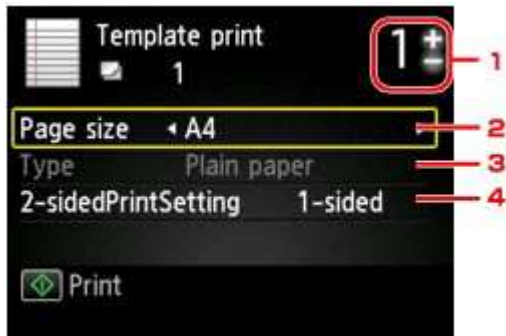 Template print
1
1 + -
1
Page size A4
2
Type Plain paper
3
2-sidedPrintSetting 1-sided
4
Print